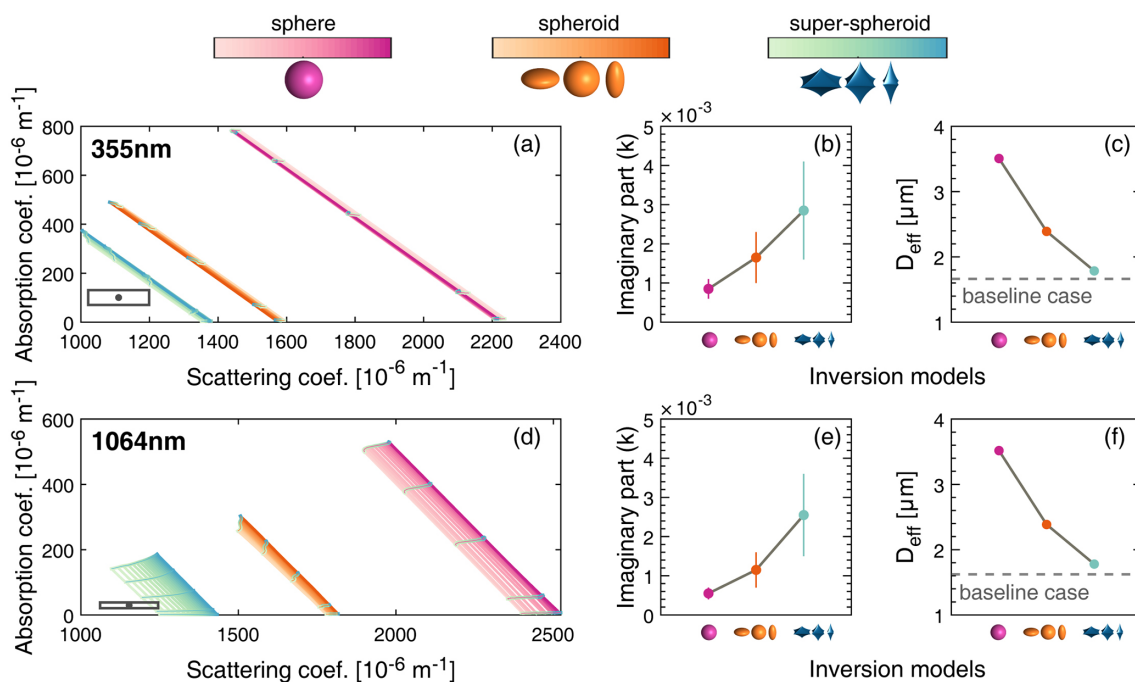 sphere spheroid super-spheroid
Absorption coef. [10⁻⁶ m⁻¹]
800
600
400
200
0
355nm
(a)
1000 1200 1400 1600 1800 2000 2200 2400
Scattering coef. [10⁻⁶ m⁻¹]
Imaginary part (k)
× 10⁻³
5
4
3
2
1
0
(b)
D_eff [µm]
4
3
2
1
(c)
baseline case
Inversion models
Absorption coef. [10⁻⁶ m⁻¹]
600
400
200
0
1064nm
(d)
1000 1500 2000 2500
Scattering coef. [10⁻⁶ m⁻¹]
Imaginary part (k)
× 10⁻³
5
4
3
2
1
0
(e)
D_eff [µm]
4
3
2
1
(f)
baseline case
Inversion models